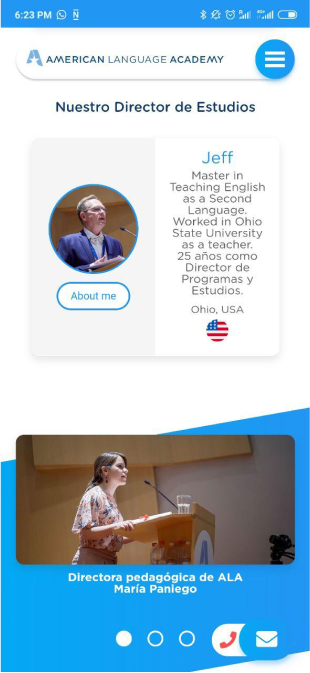 6:23 PM
AMERICAN LANGUAGE ACADEMY
Nuestro Director de Estudios
Jeff
Master in
Teaching English
as a Second
Language.
Worked in Ohio
State University
as a teacher.
25 años como
Director de
Programas y
Estudios.
Ohio, USA
About me
Directora pedagógica de ALA
María Paniego